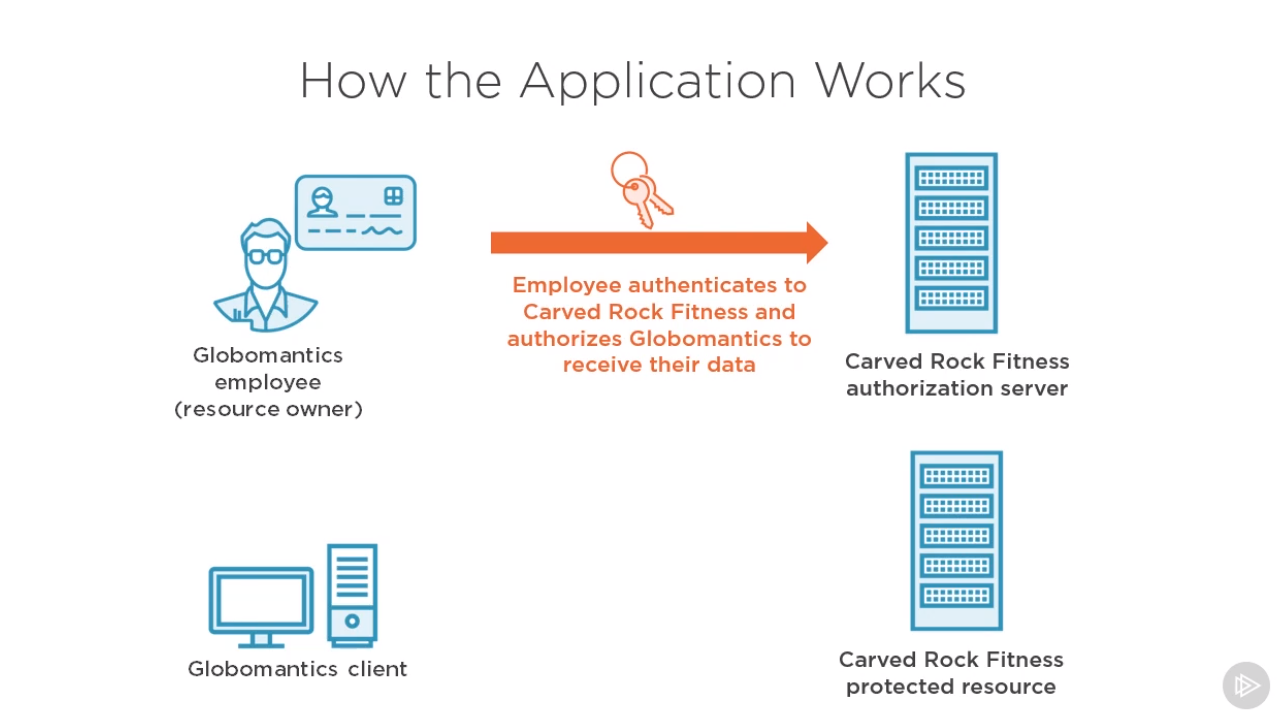 How the Application Works
Employee authenticates to
Carved Rock Fitness and
authorizes Globomantics to
receive their data
Globomantics
employee
(resource owner)
Carved Rock Fitness
authorization server
Globomantics client
Carved Rock Fitness
protected resource